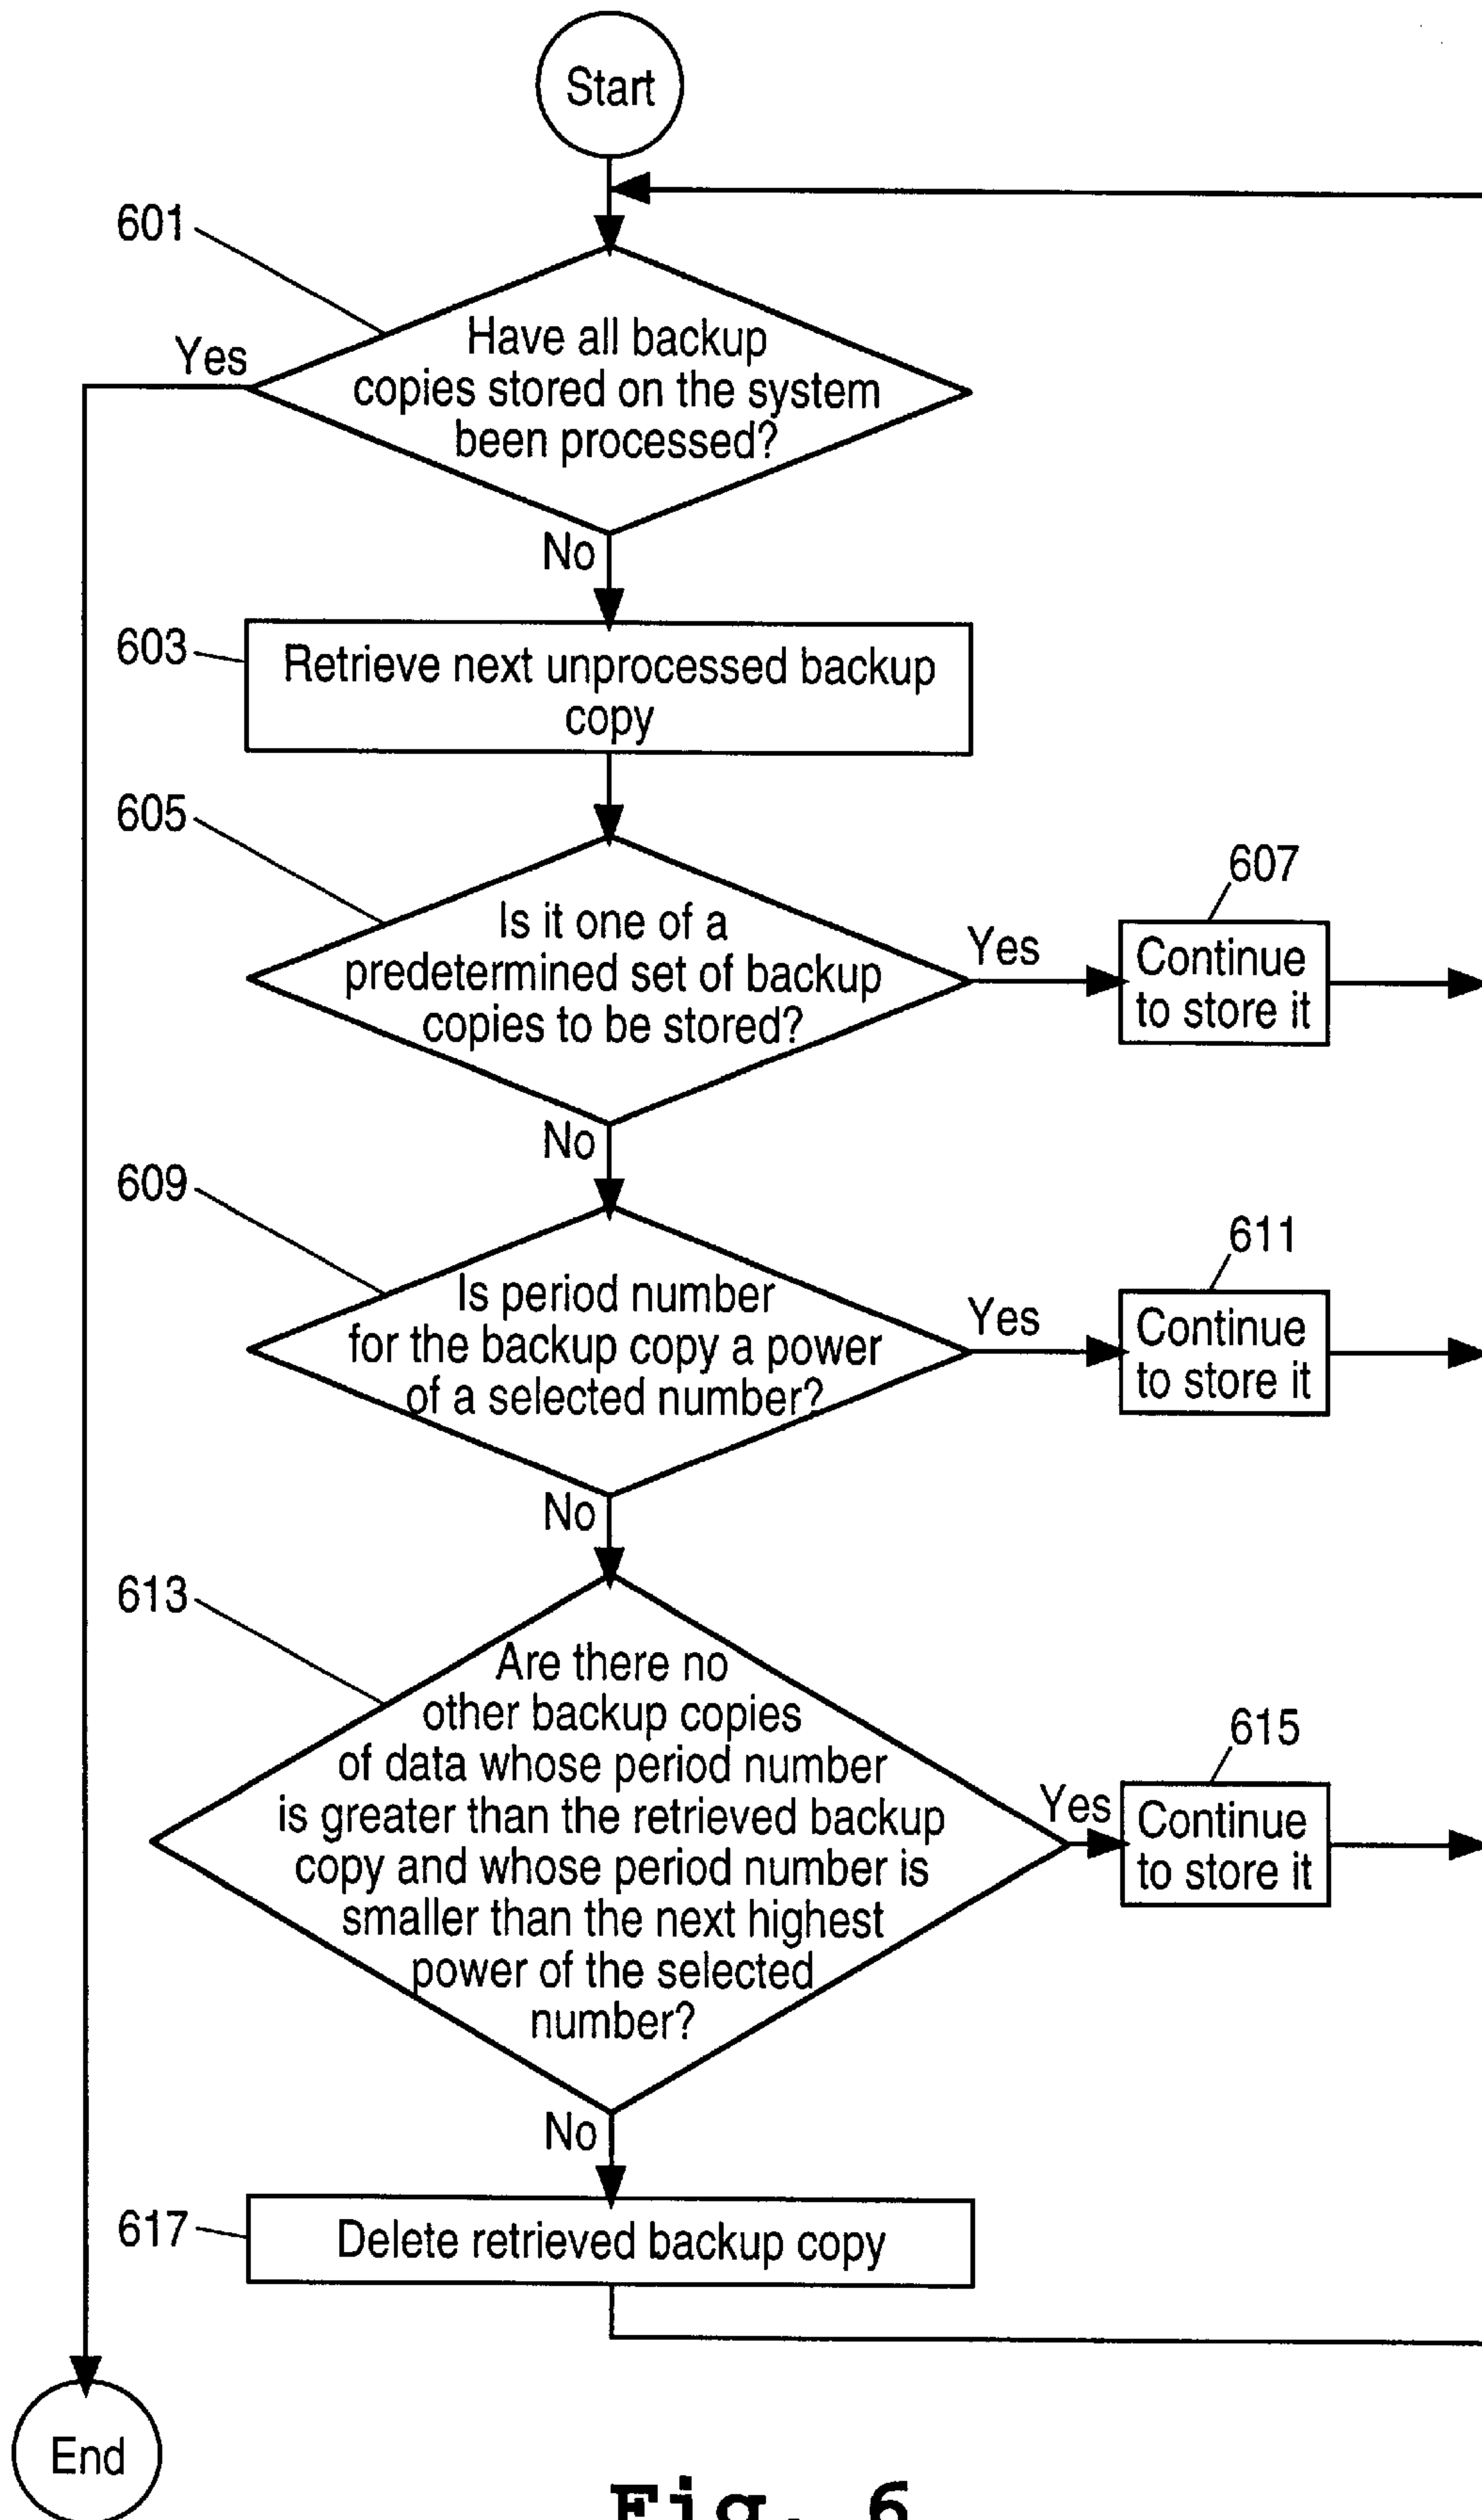 Start
601
Have all backup
copies stored on the system
been processed?
Yes
No
603
Retrieve next unprocessed backup
copy
605
Is it one of a
predetermined set of backup
copies to be stored?
Yes
607
Continue
to store it
No
609
Is period number
for the backup copy a power
of a selected number?
Yes
611
Continue
to store it
No
613
Are there no
other backup copies
of data whose period number
is greater than the retrieved backup
copy and whose period number is
smaller than the next highest
power of the selected
number?
Yes
615
Continue
to store it
No
617
Delete retrieved backup copy
End
Fig. 6